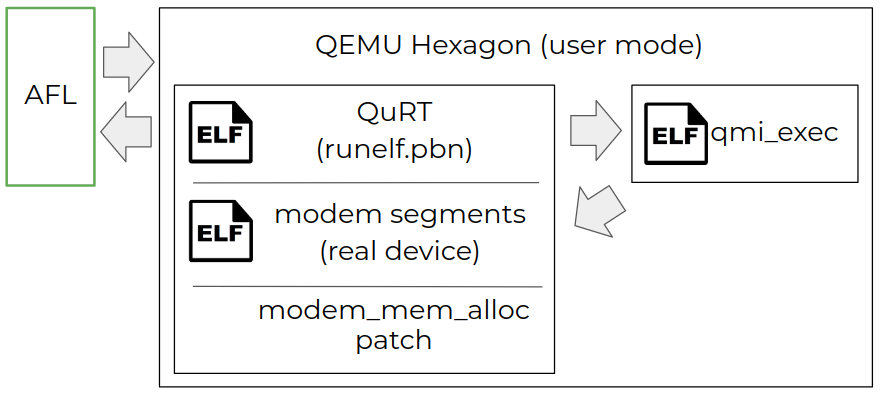 QEMU Hexagon (user mode)
AFL
ELF
QuRT
(runelf.pbn)
ELF
qmi_exec
ELF
modem segments
(real device)
modem_mem_alloc
patch